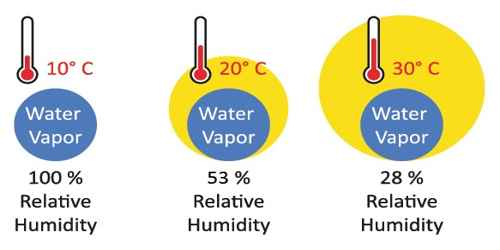 10° C
Water
Vapor
100 %
Relative
Humidity
20° C
Water
Vapor
53 %
Relative
Humidity
30° C
Water
Vapor
28 %
Relative
Humidity